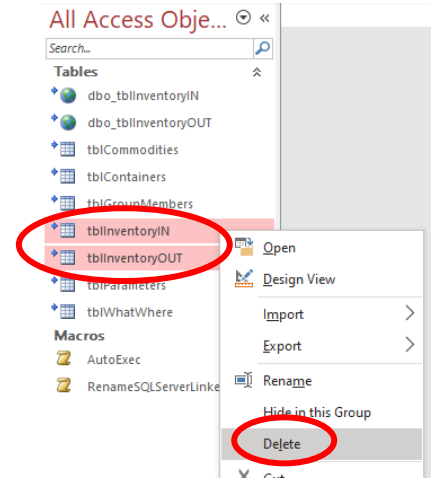 All Access Obje...
Search...
Tables
dbo_tblInventoryIN
dbo_tblInventoryOUT
tblCommodities
tblContainers
tblGroupMembers
tblInventoryIN
tblInventoryOUT
tblParameters
tblWhatWhere
Macros
AutoExec
RenameSQLServerLinke
Open
Design View
Import
Export
Rename
Hide in this Group
Delete
Cut